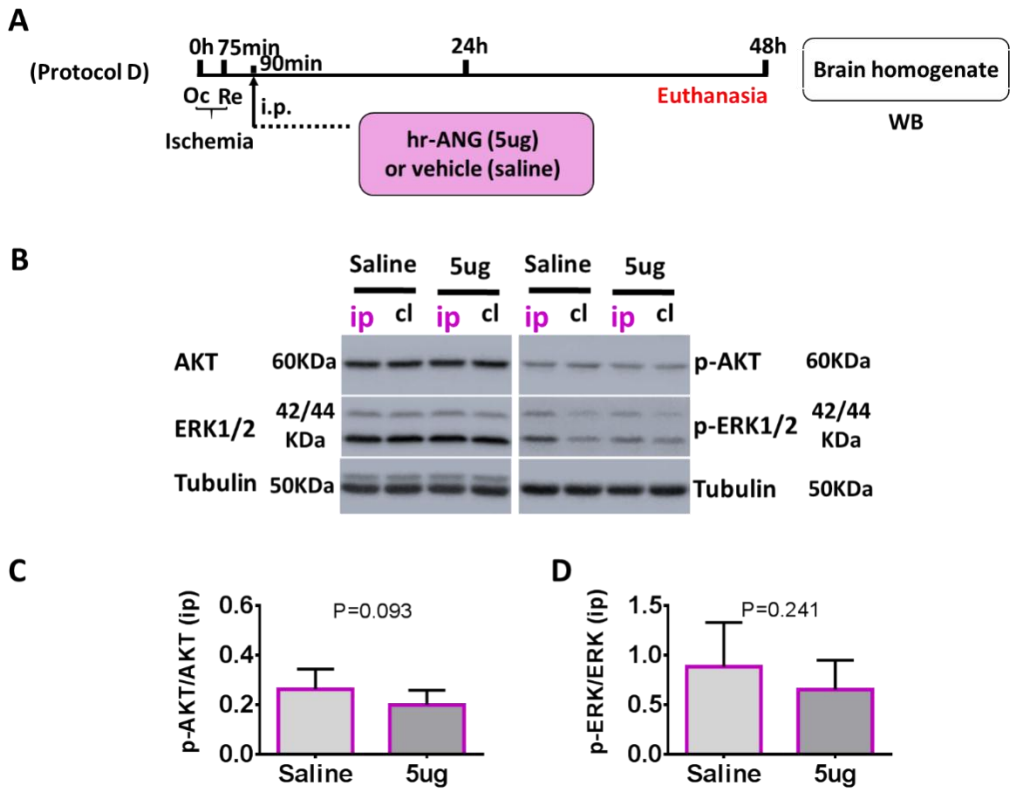 A
0h 75min 24h 48h
90min
(Protocol D)
Oc Re
i.p.
Ischemia
Euthanasia
Brain homogenate
WB
hr-ANG (5ug)
or vehicle (saline)
B
Saline 5ug Saline 5ug
ip cl ip cl ip cl ip cl
AKT 60KDa p-AKT 60KDa
42/44 42/44
ERK1/2 KDa p-ERK1/2 KDa
Tubulin 50KDa Tubulin 50KDa
C
p-AKT/AKT (ip)
0.6
0.4
0.2
0.0
P=0.093
Saline 5ug
D
p-ERK/ERK (ip)
1.5
1.0
0.5
0.0
P=0.241
Saline 5ug